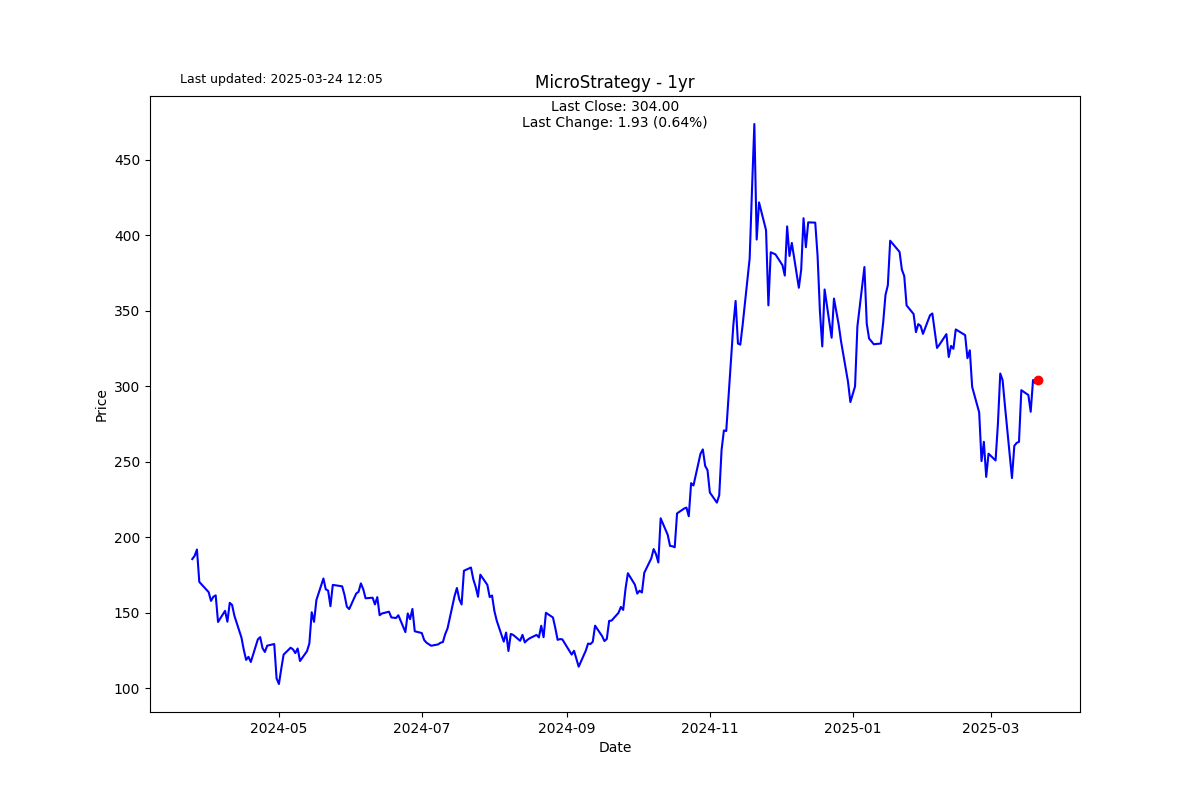 Last updated: 2025-03-24 12:05
MicroStrategy - 1yr
Last Close: 304.00
Last Change: 1.93 (0.64%)
450
400
350
300
250
200
150
100
Price
2024-05
2024-07
2024-09
2024-11
2025-01
2025-03
Date